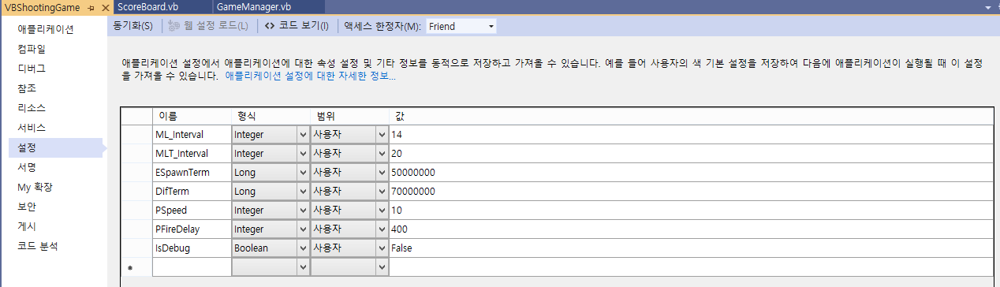 VBShootingGame ScoreBoard.vb GameManager.vb
동기화(S) 웹 설정 로드(L) 코드 보기(I) 액세스 한정자(M): Friend
애플리케이션
컴파일
디버그
참조
리소스
서비스
설정
서명
My 확장
보안
게시
코드 분석
애플리케이션 설정에서 애플리케이션에 대한 속성 설정 및 기타 정보를 동적으로 저장하고 가져올 수 있습니다. 예를 들어 사용자의 색 기본 설정을 저장하여 다음에 애플리케이션이 실행될 때 이 설정
을 가져올 수 있습니다. 애플리케이션 설정에 대한 자세한 정보...
이름 형식 범위 값
ML_Interval Integer 사용자 14
MLT_Interval Integer 사용자 20
ESpawnTerm Long 사용자 50000000
DifTerm Long 사용자 70000000
PSpeed Integer 사용자 10
PFireDelay Integer 사용자 400
IsDebug Boolean 사용자 False